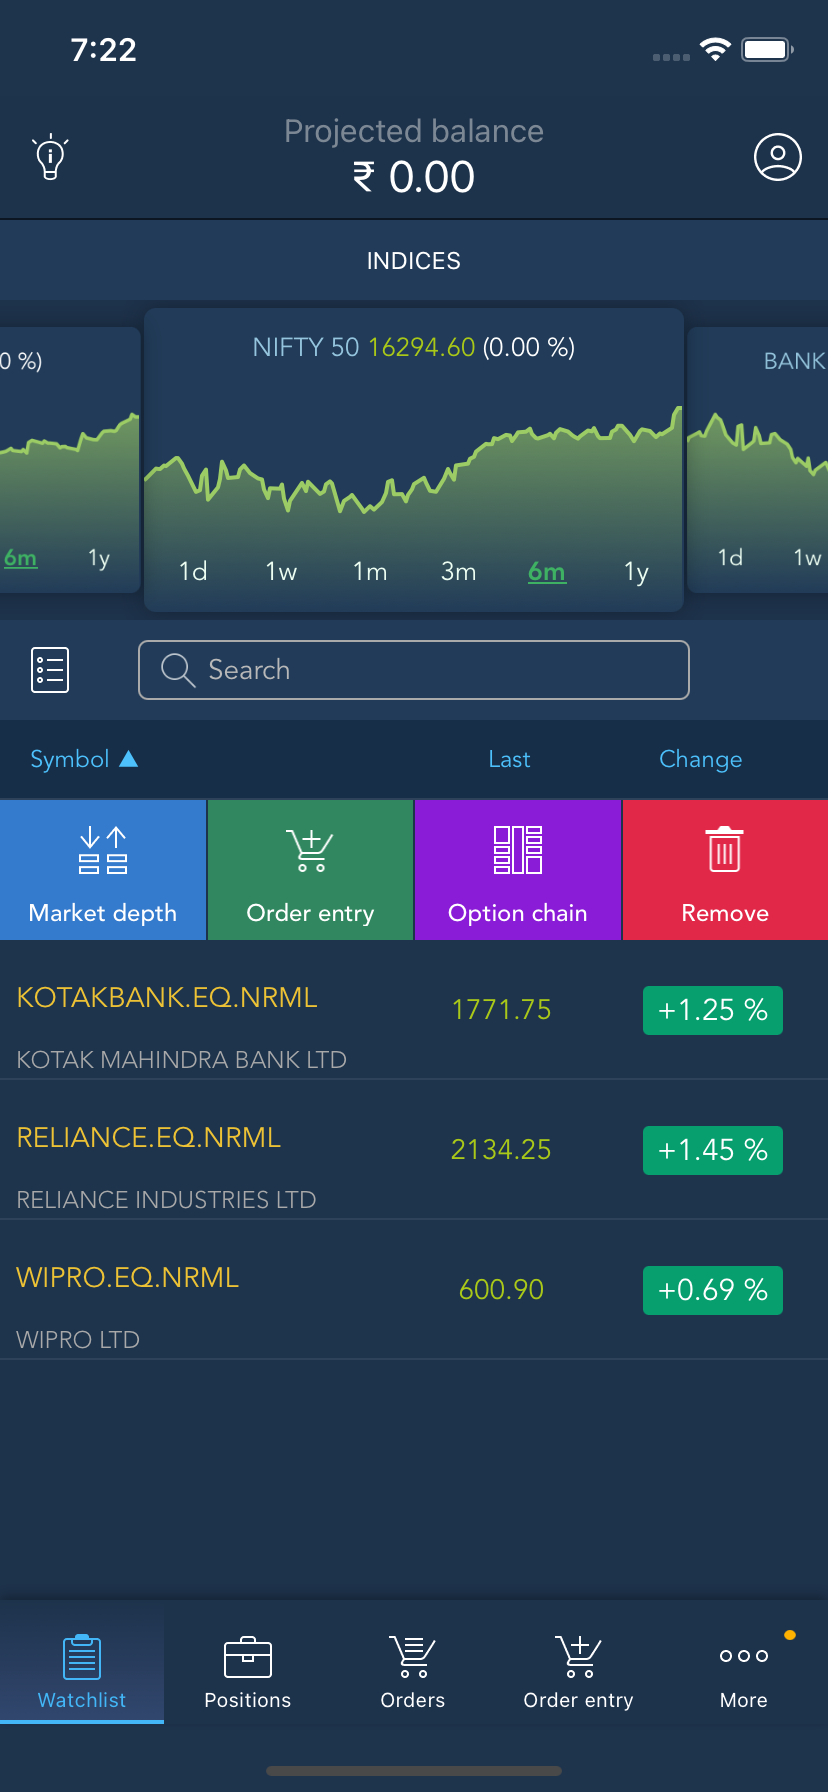 7:22
Projected balance
₹ 0.00
INDICES
0 %)
NIFTY 50 16294.60 (0.00 %)
BANK
6m 1y
1d 1w 1m 3m 6m 1y
1d 1w
Search
Symbol ▲ Last Change
Market depth Order entry Option chain Remove
KOTAKBANK.EQ.NRML 1771.75 +1.25 %
KOTAK MAHINDRA BANK LTD
RELIANCE.EQ.NRML 2134.25 +1.45 %
RELIANCE INDUSTRIES LTD
WIPRO.EQ.NRML 600.90 +0.69 %
WIPRO LTD
Watchlist Positions Orders Order entry More